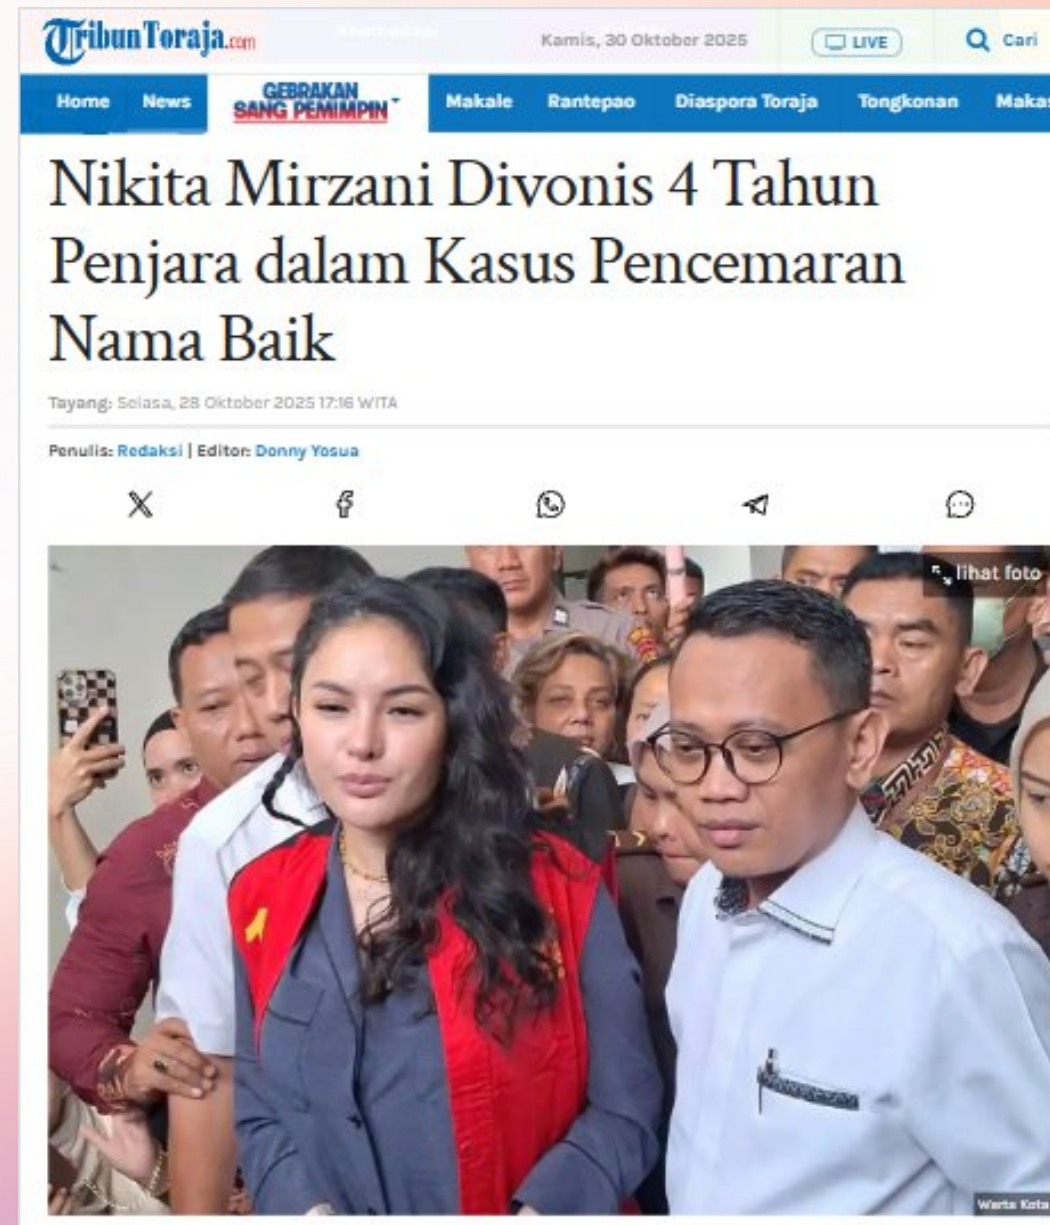 TribunToraja.com
Kamis, 30 Oktober 2025
LIVE
Cari
Home
News
GEBRAKAN
SANG PEMIMPIN
Makale
Rantepao
Diaspora Toraja
Tongkonan
Nikita Mirzani Divonis 4 Tahun
Penjara dalam Kasus Pencemaran
Nama Baik
Tayang: Selasa, 28 Oktober 2025 17:16 WITA
Penulis: Redaksi | Editor: Donny Yosua
lihat foto
Warta Kota